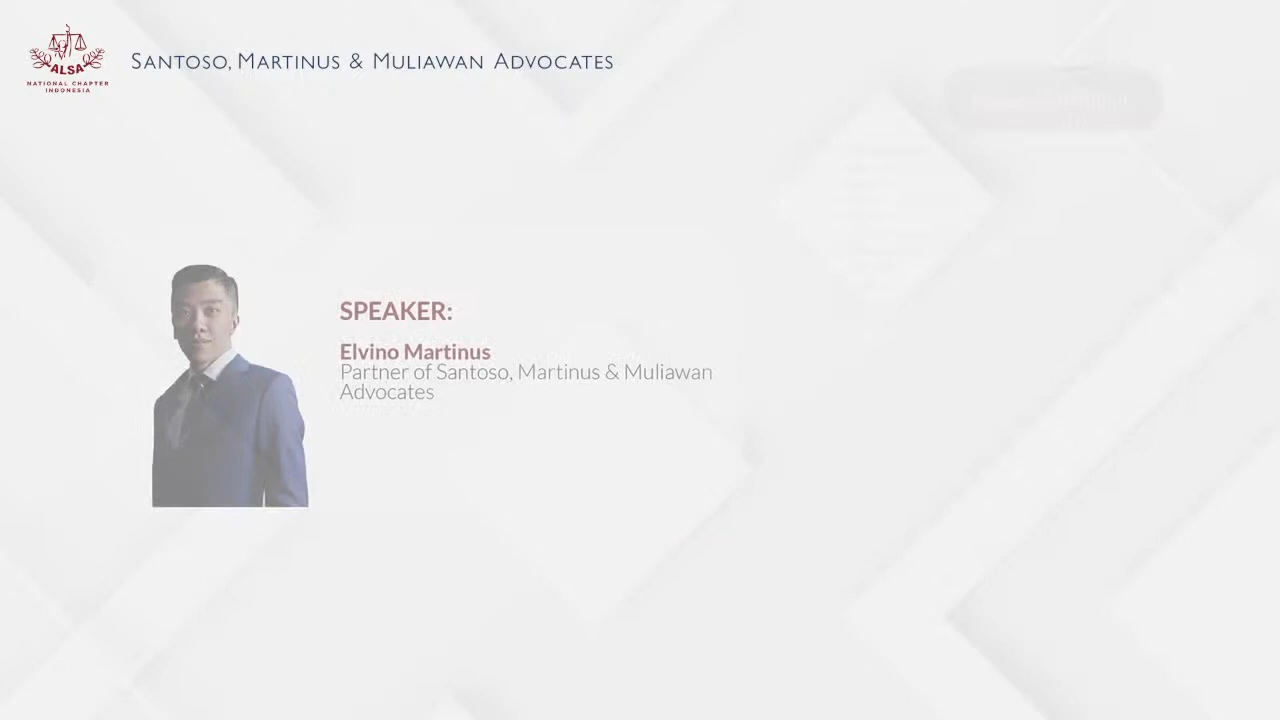 ALSA
NATIONAL CHAPTER
INDONESIA
SANTOSO, MARTINUS & MULIAWAN ADVOCATES
SPEAKER:
Elvino Martinus
Partner of Santoso, Martinus & Muliawan
Advocates